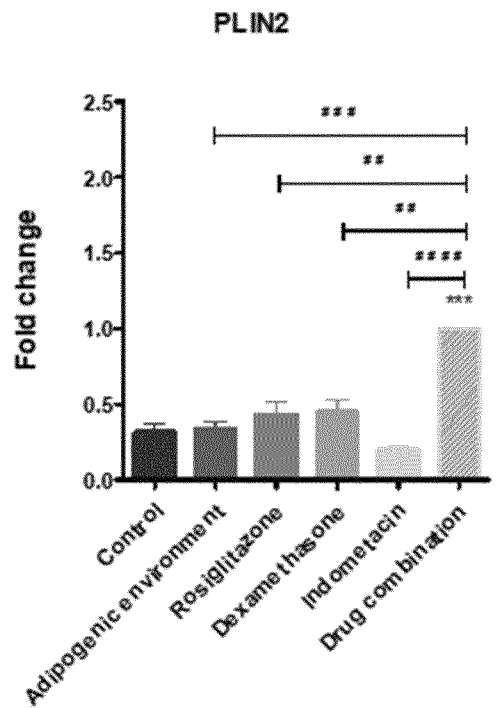 PLIN2
2.5
2.0
1.5
1.0
0.5
0.0
Fold change
###
##
##
####
***
Control
Adipogenic environment
Rosiglitazone
Dexamethasone
Indometacin
Drug combination